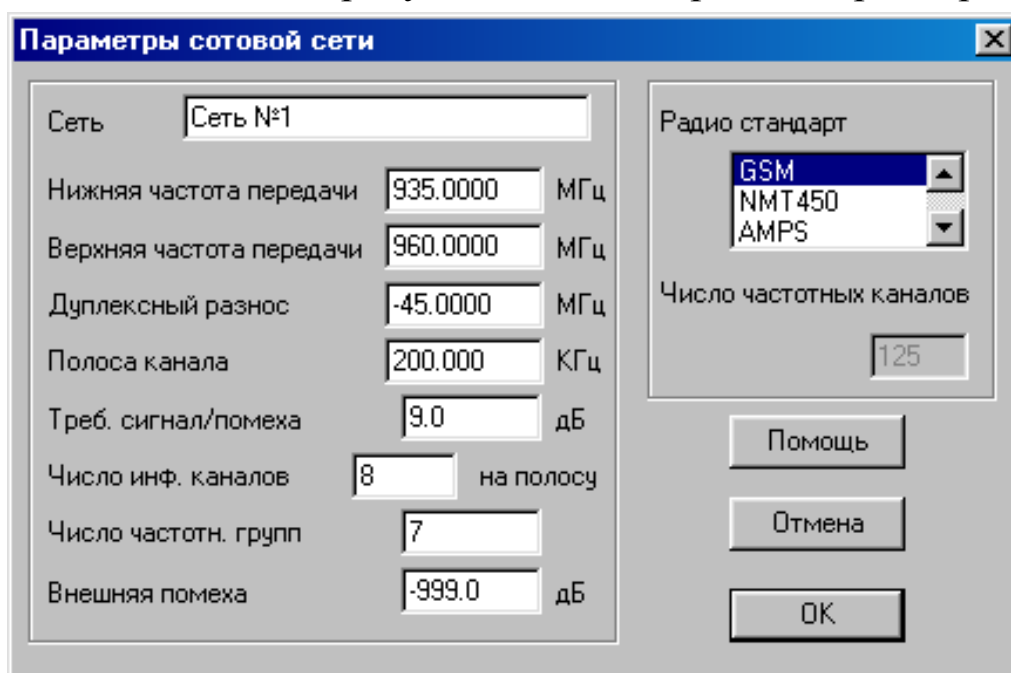 Параметры сотовой сети
Сеть Сеть №1
Нижняя частота передачи 935.0000 МГц
Верхняя частота передачи 960.0000 МГц
Дуплексный разнос -45.0000 МГц
Полоса канала 200.000 КГц
Треб. сигнал/помеха 9.0 дБ
Число инф. каналов 8 на полосу
Число частотн. групп 7
Внешняя помеха -999.0 дБ
Радио стандарт
GSM
NMT450
AMPS
Число частотных каналов
125
Помощь
Отмена
OK